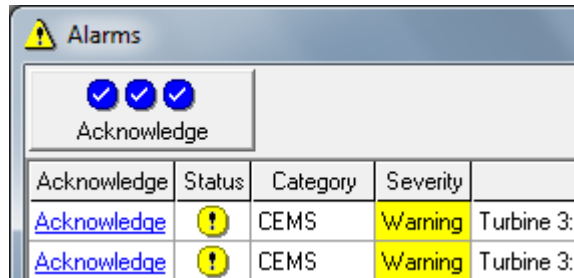 Alarms
Acknowledge
Acknowledge Status Category Severity
Acknowledge CEMS Warning Turbine 3:
Acknowledge CEMS Warning Turbine 3: